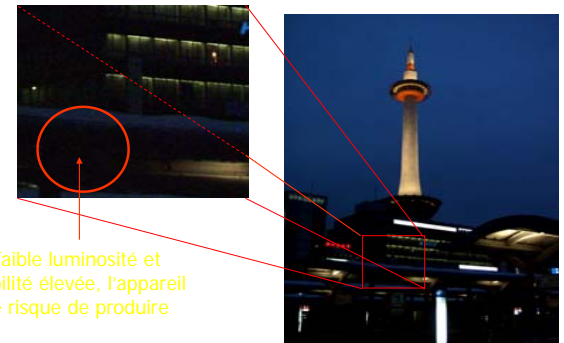 aible luminosité et
bilité élevée, l'appareil
risque de produire